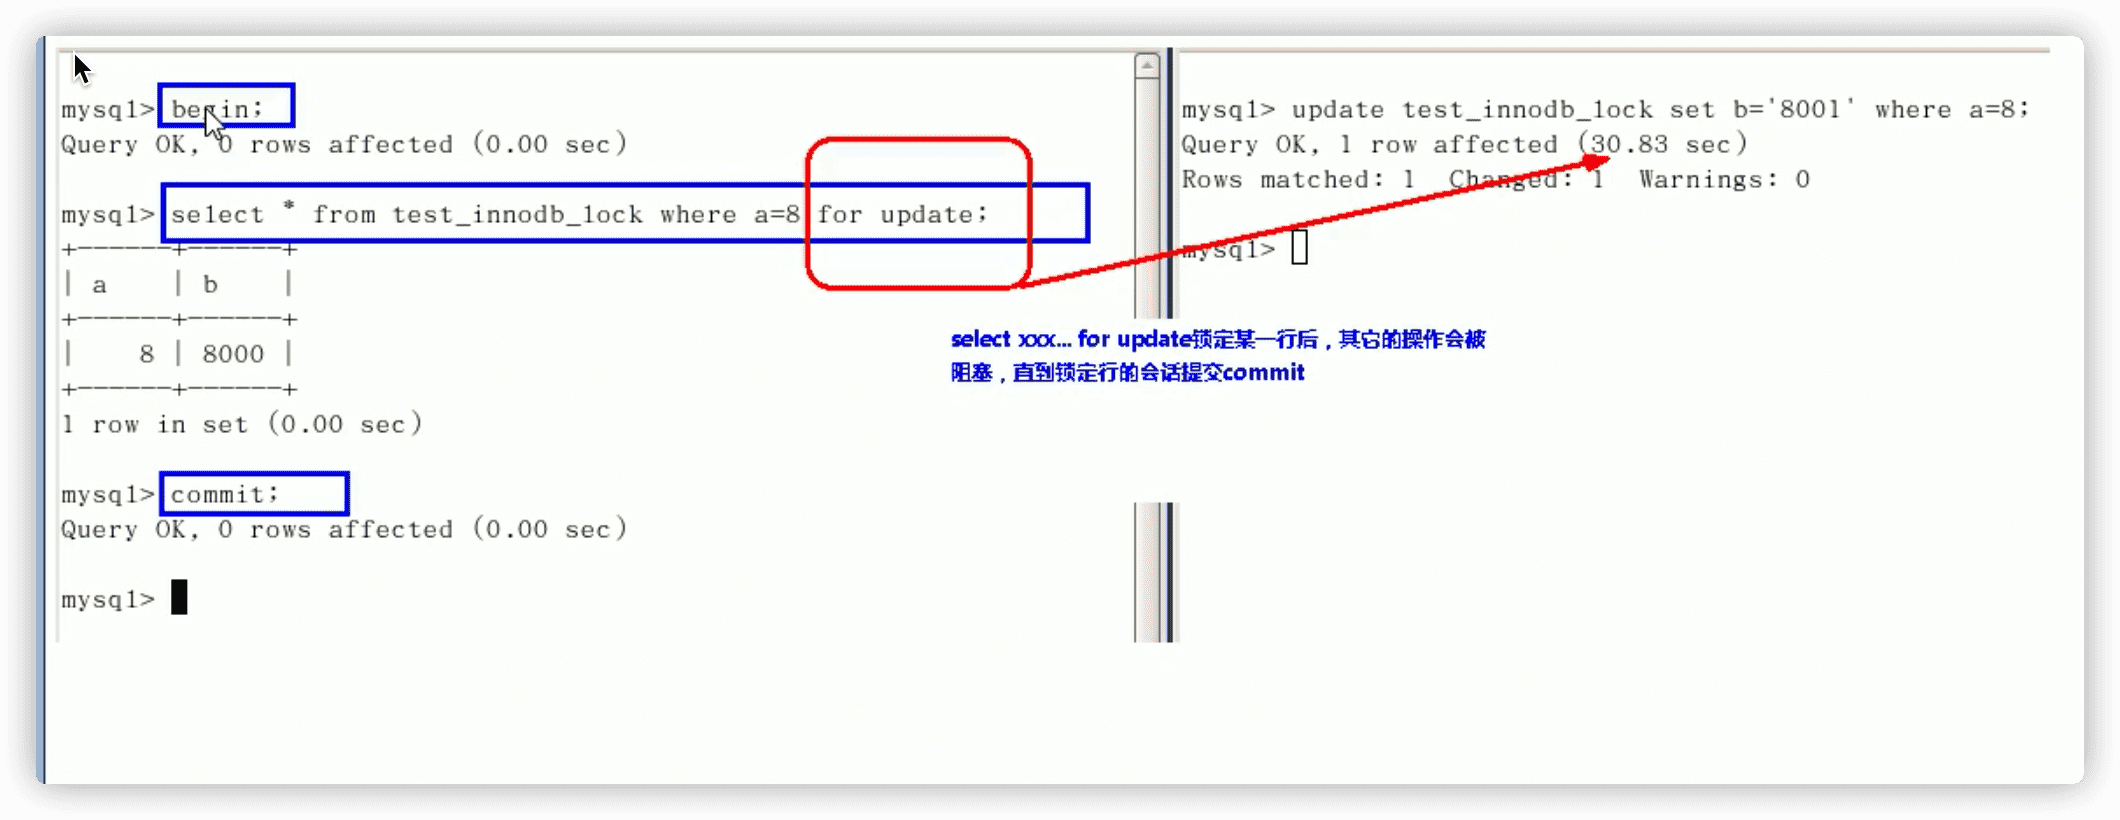 mysql> begin;
Query OK, 0 rows affected (0.00 sec)
mysql> select * from test_innodb_lock where a=8 for update;
+------+------+
| a    | b    |
+------+------+
|    8 | 8000 |
+------+------+
1 row in set (0.00 sec)
mysql> commit;
Query OK, 0 rows affected (0.00 sec)
mysql>
mysql> update test_innodb_lock set b='8001' where a=8;
Query OK, 1 row affected (30.83 sec)
Rows matched: 1  Changed: 1  Warnings: 0
mysql>
select xxx... for update锁定某一行后，其它的操作会被
阻塞，直到锁定行的会话提交commit